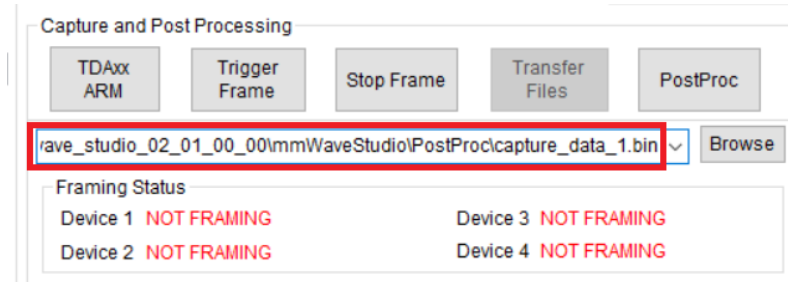 Capture and Post Processing
TDAxx ARM
Trigger Frame
Stop Frame
Transfer Files
PostProc
ave_studio_02_01_00_00\mmWaveStudio\PostProc\capture_data_1.bin
Browse
Framing Status
Device 1 NOT FRAMING
Device 3 NOT FRAMING
Device 2 NOT FRAMING
Device 4 NOT FRAMING